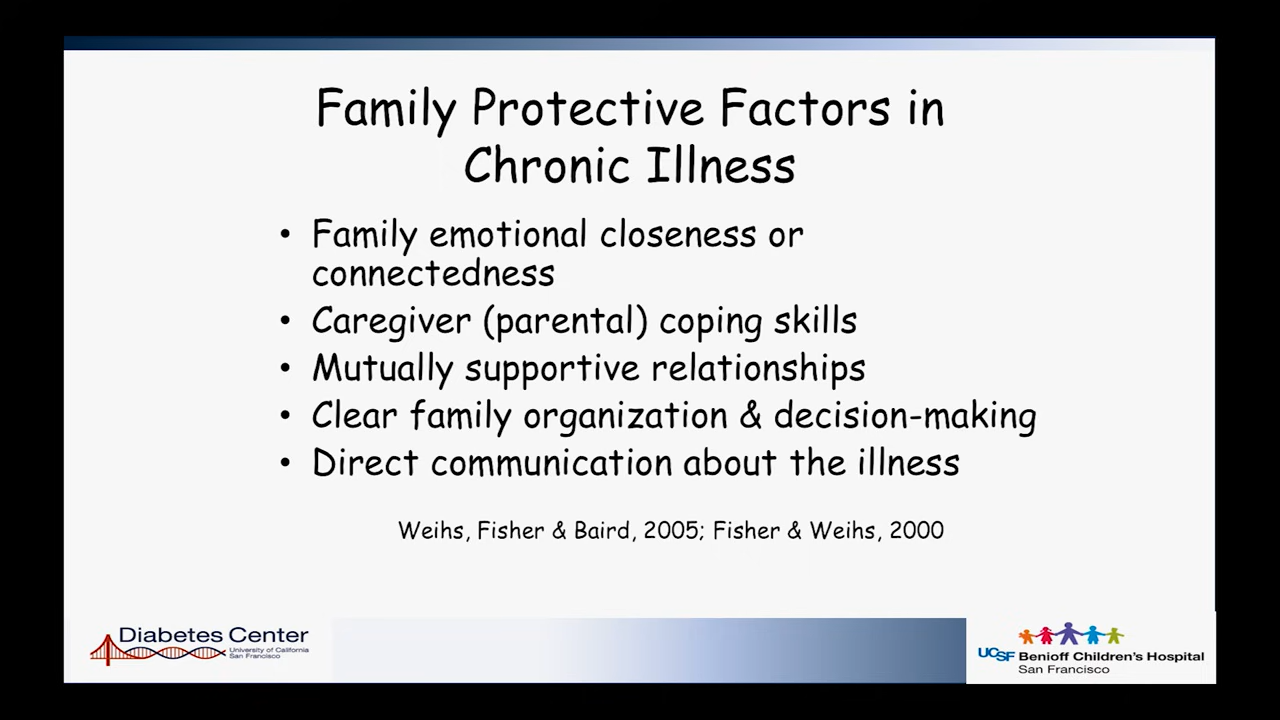 Family Protective Factors in
Chronic Illness
• Family emotional closeness or
connectedness
• Caregiver (parental) coping skills
• Mutually supportive relationships
• Clear family organization & decision-making
• Direct communication about the illness
Weihs, Fisher & Baird, 2005; Fisher & Weihs, 2000
Diabetes Center
University of California
San Francisco
UCSF Benioff Children's Hospital
San Francisco